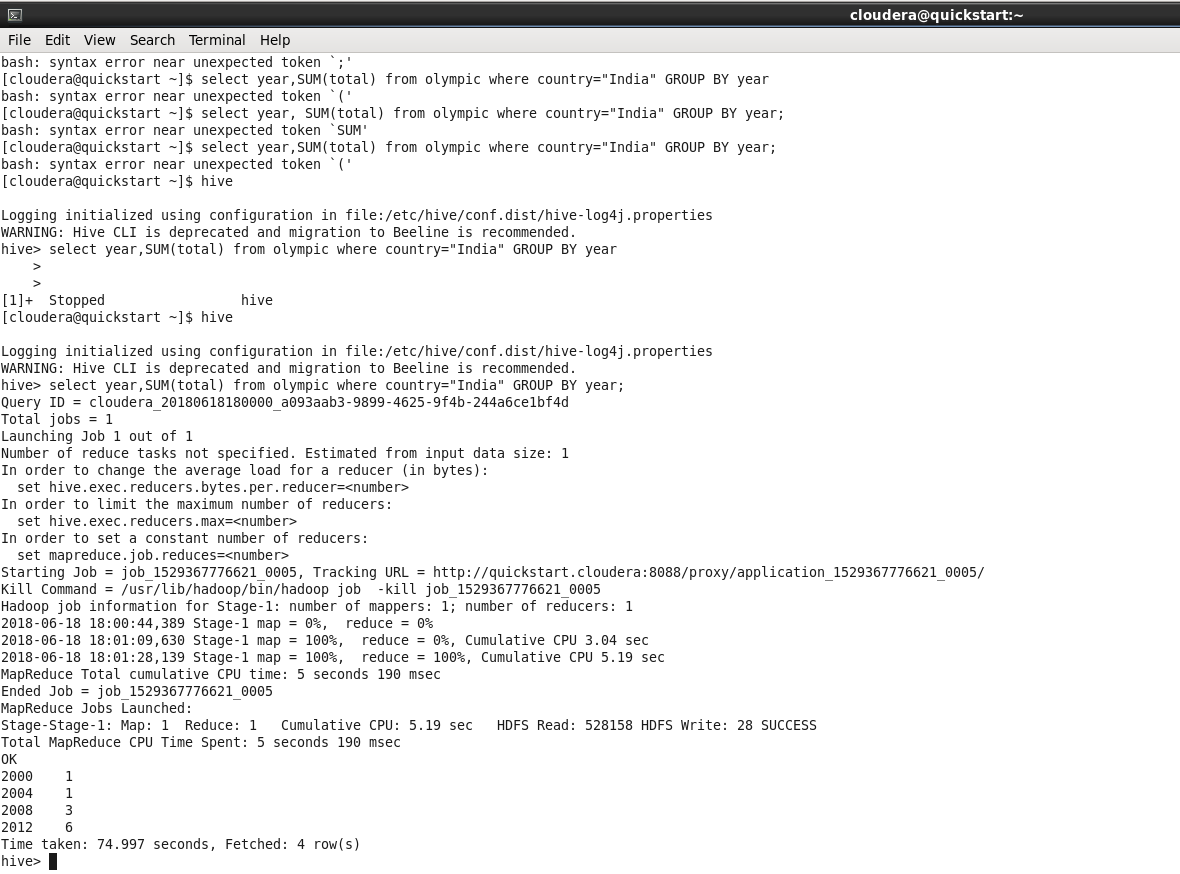 cloudera@quickstart:~
File Edit View Search Terminal Help
bash: syntax error near unexpected token `;'
[cloudera@quickstart ~]$ select year,SUM(total) from olympic where country="India" GROUP BY year
bash: syntax error near unexpected token `('
[cloudera@quickstart ~]$ select year, SUM(total) from olympic where country="India" GROUP BY year;
bash: syntax error near unexpected token `SUM'
[cloudera@quickstart ~]$ select year,SUM(total) from olympic where country="India" GROUP BY year;
bash: syntax error near unexpected token `('
[cloudera@quickstart ~]$ hive

Logging initialized using configuration in file:/etc/hive/conf.dist/hive-log4j.properties
WARNING: Hive CLI is deprecated and migration to Beeline is recommended.
hive> select year,SUM(total) from olympic where country="India" GROUP BY year
    >
    >
[1]+  Stopped                 hive
[cloudera@quickstart ~]$ hive

Logging initialized using configuration in file:/etc/hive/conf.dist/hive-log4j.properties
WARNING: Hive CLI is deprecated and migration to Beeline is recommended.
hive> select year,SUM(total) from olympic where country="India" GROUP BY year;
Query ID = cloudera_20180618180000_a093aab3-9899-4625-9f4b-244a6ce1bf4d
Total jobs = 1
Launching Job 1 out of 1
Number of reduce tasks not specified. Estimated from input data size: 1
In order to change the average load for a reducer (in bytes):
  set hive.exec.reducers.bytes.per.reducer=<number>
In order to limit the maximum number of reducers:
  set hive.exec.reducers.max=<number>
In order to set a constant number of reducers:
  set mapreduce.job.reduces=<number>
Starting Job = job_1529367776621_0005, Tracking URL = http://quickstart.cloudera:8088/proxy/application_1529367776621_0005/
Kill Command = /usr/lib/hadoop/bin/hadoop job  -kill job_1529367776621_0005
Hadoop job information for Stage-1: number of mappers: 1; number of reducers: 1
2018-06-18 18:00:44,389 Stage-1 map = 0%,  reduce = 0%
2018-06-18 18:01:09,630 Stage-1 map = 100%,  reduce = 0%, Cumulative CPU 3.04 sec
2018-06-18 18:01:28,139 Stage-1 map = 100%,  reduce = 100%, Cumulative CPU 5.19 sec
MapReduce Total cumulative CPU time: 5 seconds 190 msec
Ended Job = job_1529367776621_0005
MapReduce Jobs Launched:
Stage-Stage-1: Map: 1  Reduce: 1   Cumulative CPU: 5.19 sec   HDFS Read: 528158 HDFS Write: 28 SUCCESS
Total MapReduce CPU Time Spent: 5 seconds 190 msec
OK
2000    1
2004    1
2008    3
2012    6
Time taken: 74.997 seconds, Fetched: 4 row(s)
hive>